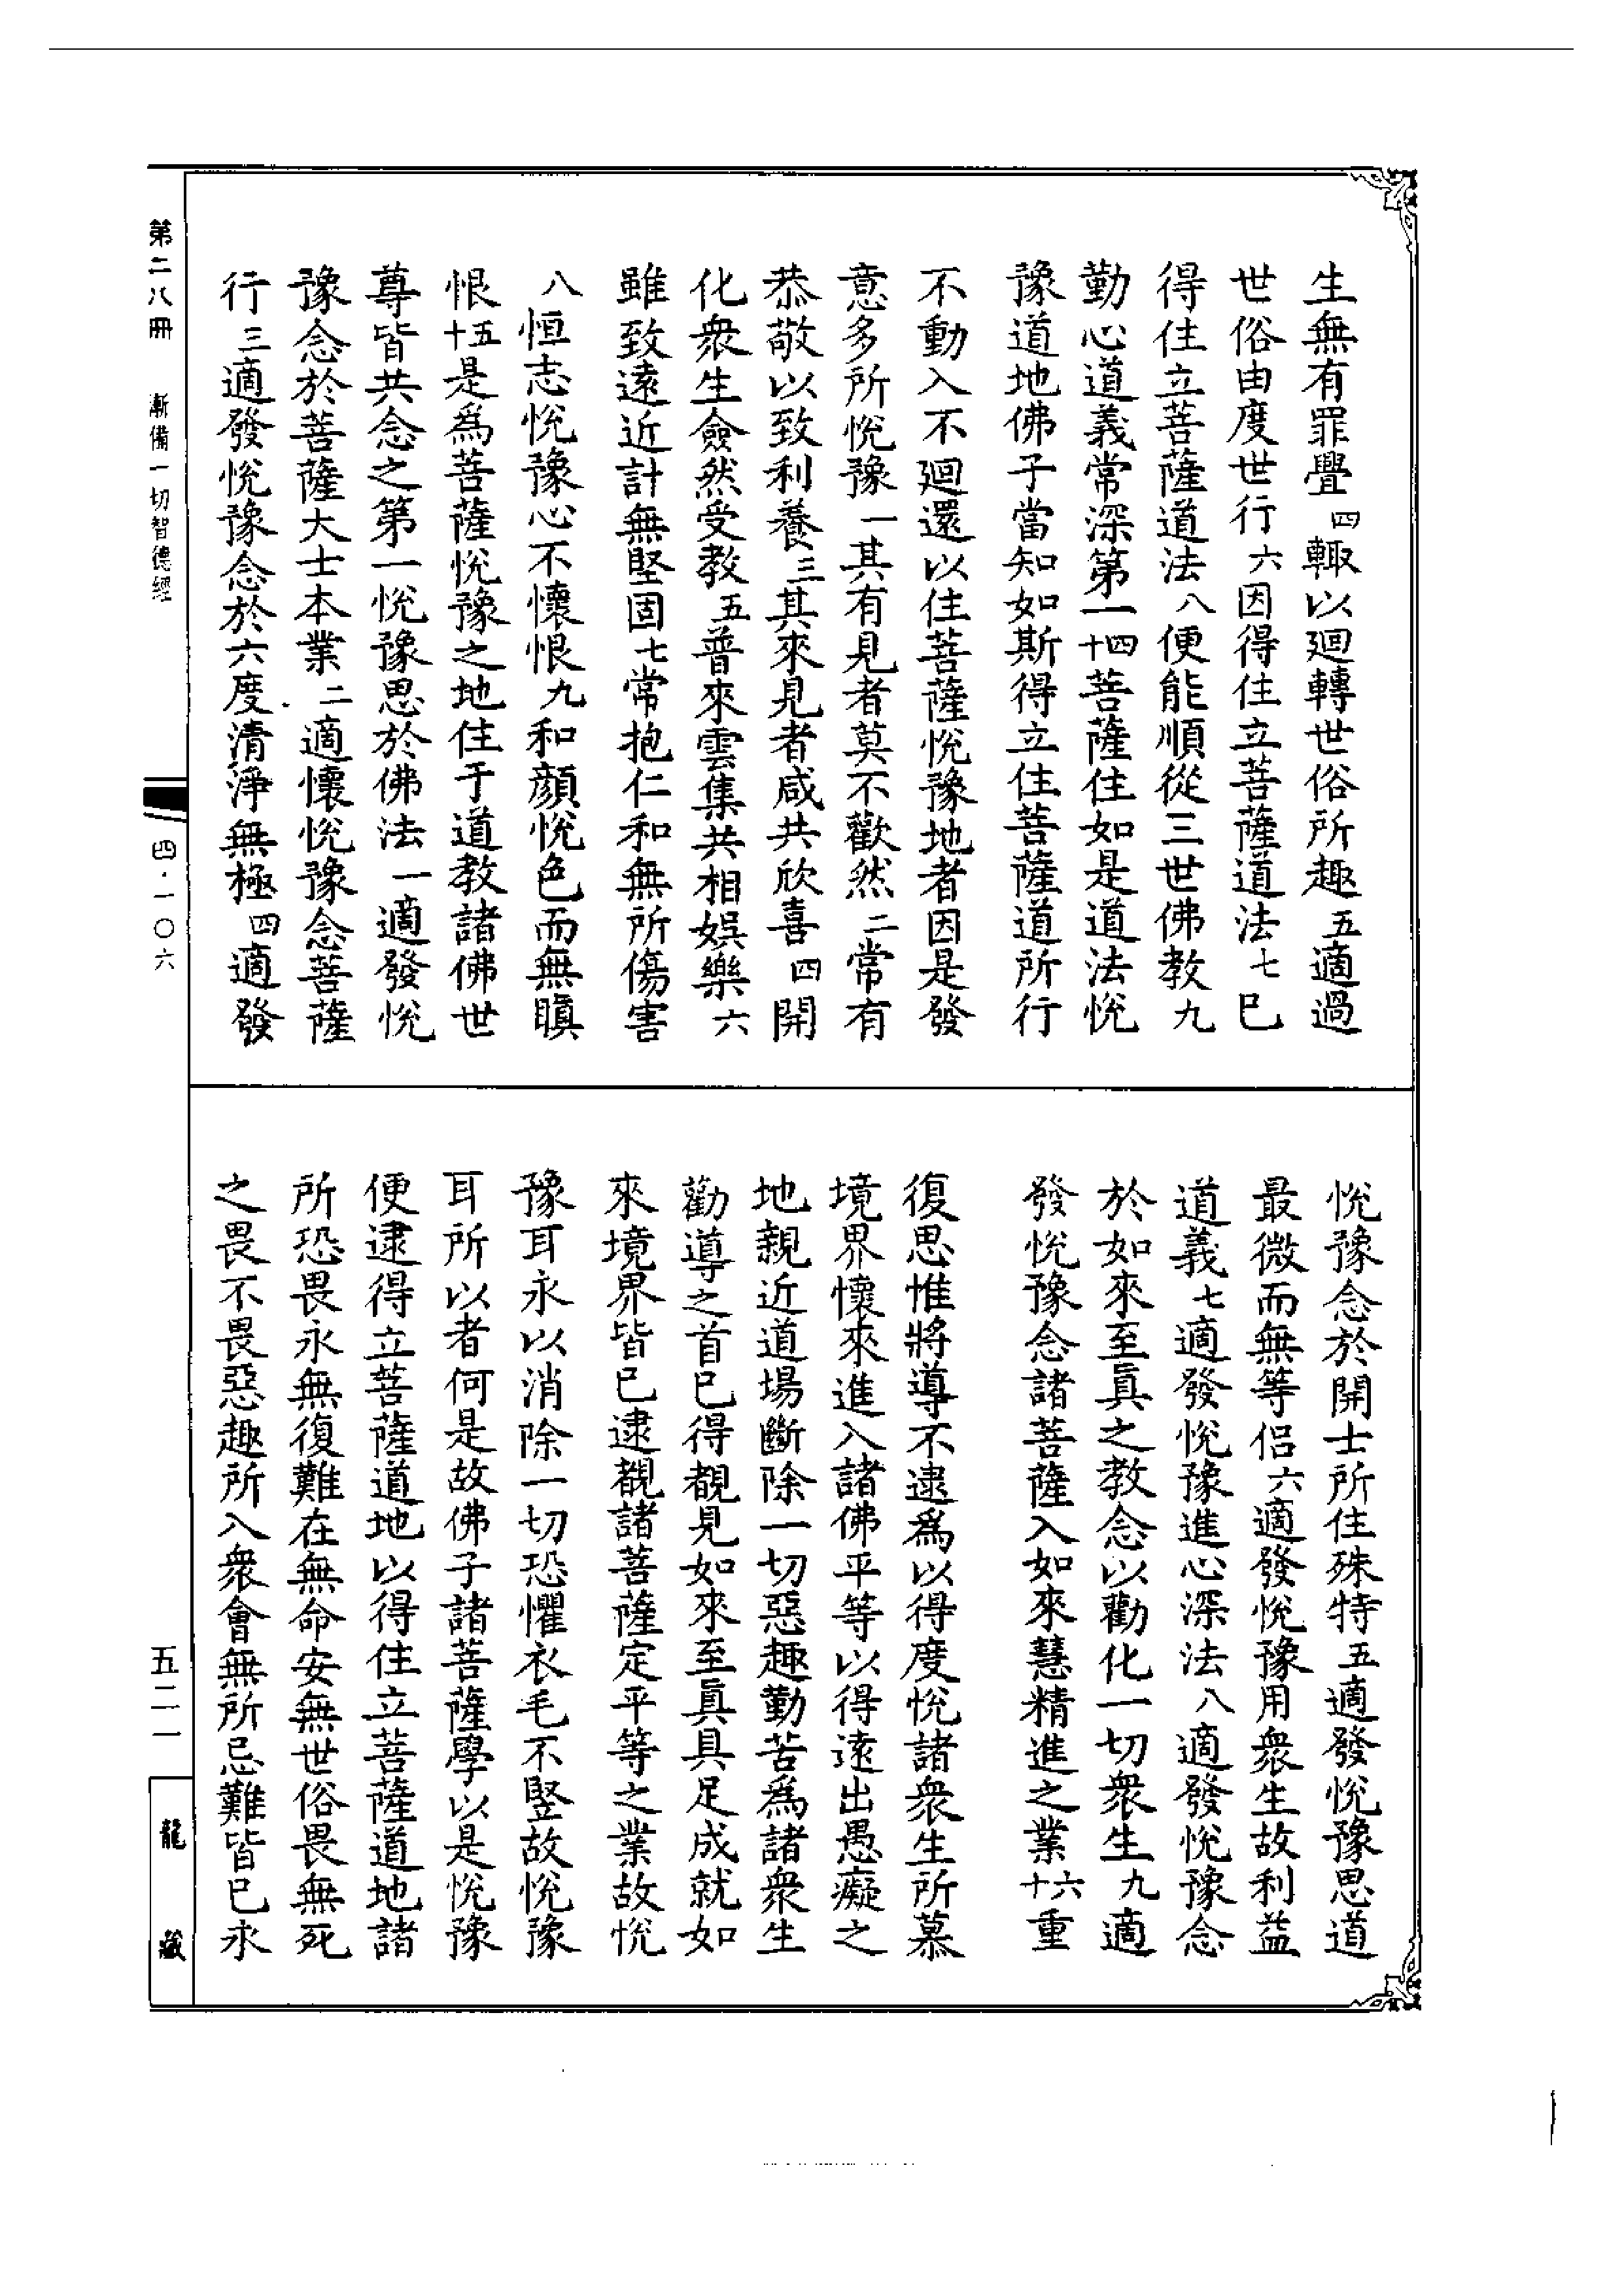 生無有罪舋四輙以廻轉世俗所趣五適過
世俗由度世行六因得住立菩薩道法七已
得住立菩薩道法八便能順從三世佛教九
勤心道義常深第一十四菩薩住如是道法悅
豫道地佛子當知如斯得立住菩薩道所行
不動入不廻還以住菩薩悅豫地者因是發
意多所悅豫一其有見者莫不歡然二常有
恭敬以致利養三其來見者咸共欣喜四開
化衆生僉然受教五普來雲集共相娛樂六
雖致遠近計無堅固七常抱仁和無所傷害
八恒志悅豫心不懷恨九和顏悅色而無瞋
恨十五是爲菩薩悅豫之地住于道教諸佛世
尊皆共念之第一悅豫思於佛法一適發悅
豫念於菩薩大士本業二適懷悅豫念菩薩
行三適發悅豫念於六度清淨無極四適發
悅豫念於開士所住殊特五適發悅豫思道
最微而無等侶六適發悅豫用衆生故利益
道義七適發悅豫進心深法八適發悅豫念
於如來至眞之教念以勸化一切衆生九適
發悅豫念諸菩薩入如來慧精進之業十六重
復思惟將導不逮爲以得度悅諸衆生所慕
境界懷來進入諸佛平等以得遠出愚癡之
地親近道場斷除一切惡趣勤苦爲諸衆生
勸導之首已得覩見如來至眞具足成就如
來境界皆已逮覩諸菩薩定平等之業故悅
豫耳永以消除一切恐懼衣毛不豎故悅豫
耳所以者何是故佛子諸菩薩學以是悅豫
便逮得立菩薩道地以得住立菩薩道地諸
所恐畏永無復難在無命安無世俗畏無死
之畏不畏惡趣所入衆會無所忌難皆已永
第二八冊 漸備一切智德經 四·一〇六 五二一 龍藏